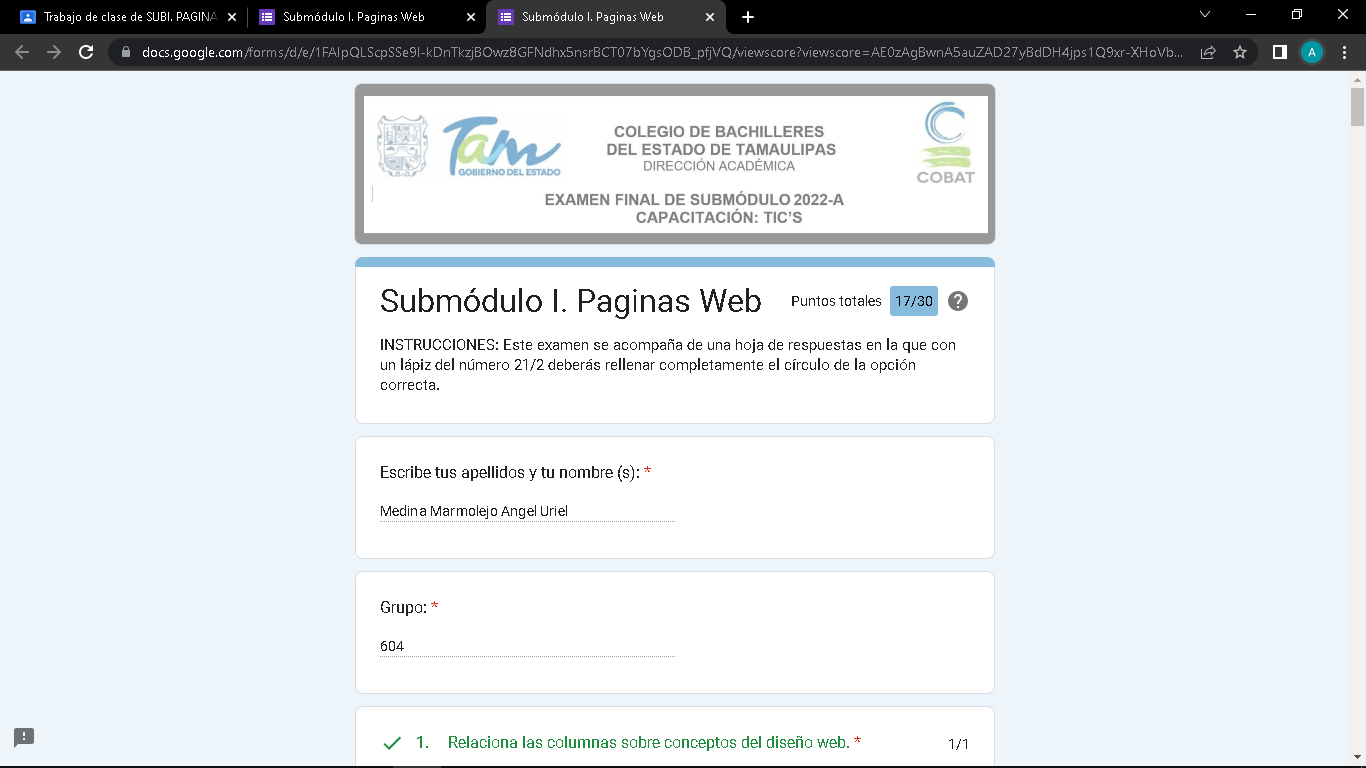 Trabajo de clase de SUBI. PAGINA
Submódulo I. Paginas Web
Submódulo I. Paginas Web
docs.google.com/forms/d/e/1FAIpQLScpSSe9I-kDnTkzjBOwz8GFNdhx5nsrBCT07bYgsODB_pfjVQ/viewscore?viewscore=AE0zAgBwnA5auZAD27yBdDH4jps1Q9xr-XHoVb...
A
Tam
GOBIERNO DEL ESTADO
COLEGIO DE BACHILLERES
DEL ESTADO DE TAMAULIPAS
DIRECCIÓN ACADÉMICA
COBAT
EXAMEN FINAL DE SUBMÓDULO 2022-A
CAPACITACIÓN: TIC'S
Submódulo I. Paginas Web
Puntos totales 17/30
INSTRUCCIONES: Este examen se acompaña de una hoja de respuestas en la que con
un lápiz del número 21/2 deberás rellenar completamente el círculo de la opción
correcta.
Escribe tus apellidos y tu nombre (s): *
Medina Marmolejo Angel Uriel
Grupo: *
604
1. Relaciona las columnas sobre conceptos del diseño web. * 1/1